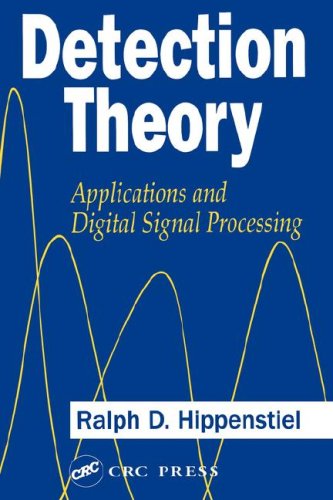 Detection
Theory
Applications and
Digital Signal Processing
Ralph D. Hippenstiel
CRC
CRC PRESS